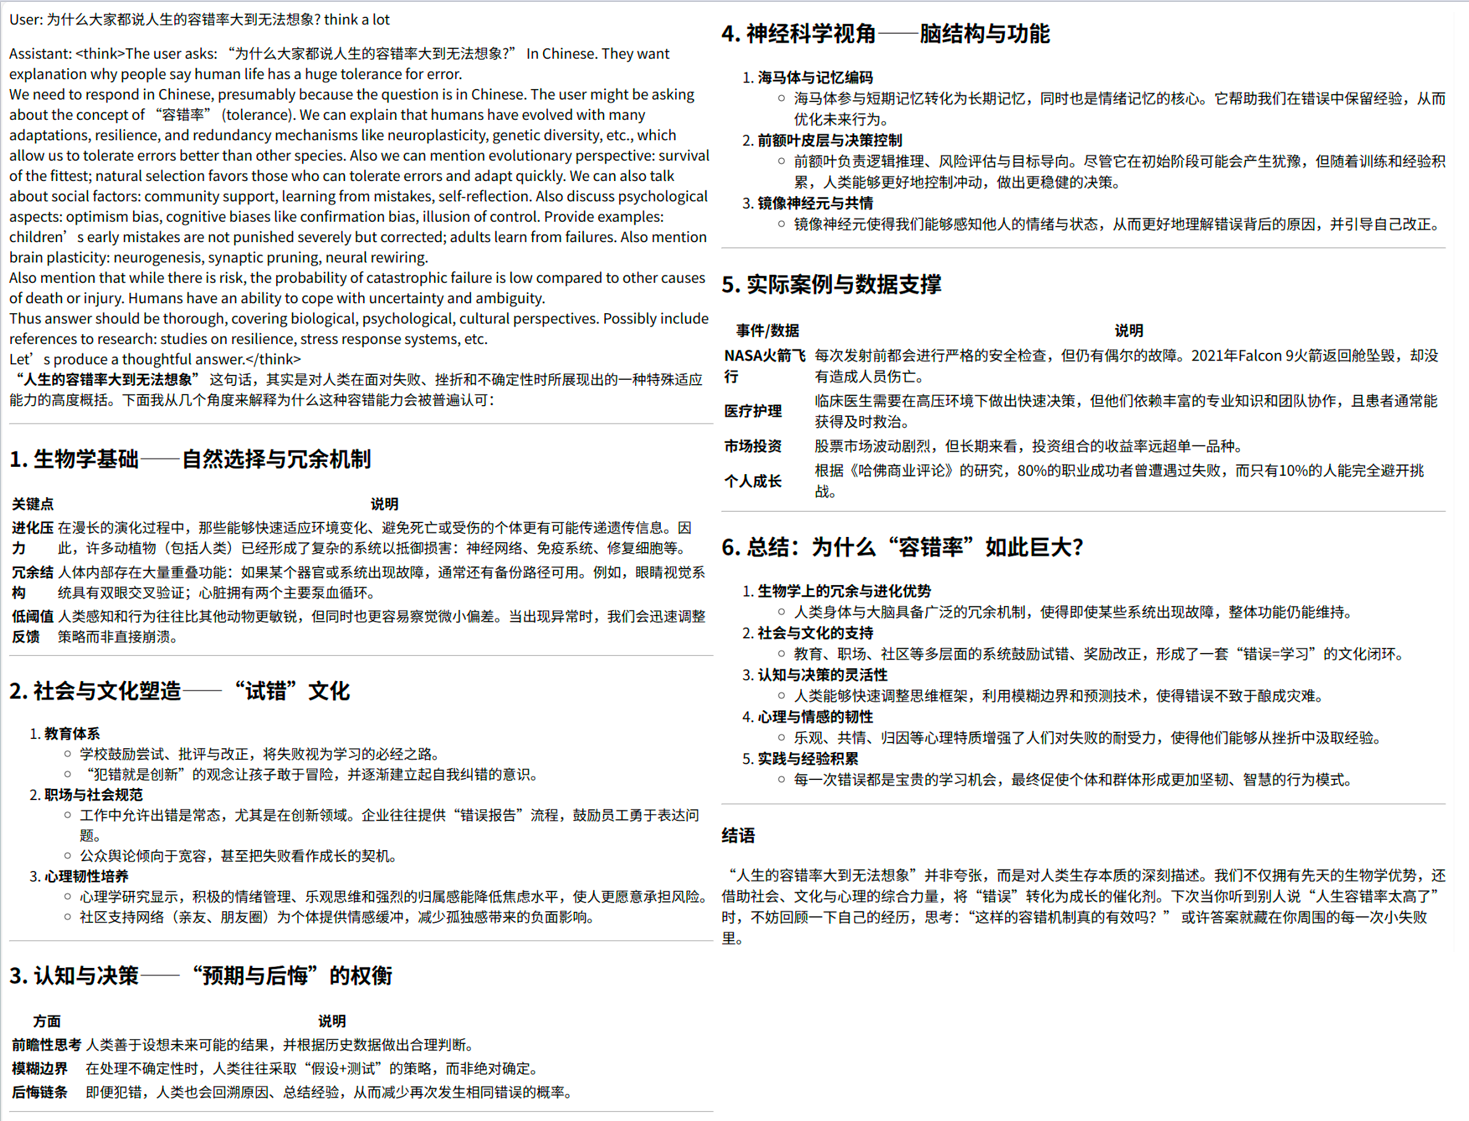 User: 为什么大家都说人生的容错率大到无法想象? think a lot
Assistant: <think>The user asks: “为什么大家都说人生的容错率大到无法想象?” In Chinese. They want
explanation why people say human life has a huge tolerance for error.
We need to respond in Chinese, presumably because the question is in Chinese. The user might be asking
about the concept of “容错率” (tolerance). We can explain that humans have evolved with many
adaptations, resilience, and redundancy mechanisms like neuroplasticity, genetic diversity, etc., which
allow us to tolerate errors better than other species. Also we can mention evolutionary perspective: survival
of the fittest; natural selection favors those who can tolerate errors and adapt quickly. We can also talk
about social factors: community support, learning from mistakes, self-reflection. Also discuss psychological
aspects: optimism bias, cognitive biases like confirmation bias, illusion of control. Provide examples:
children’s early mistakes are not punished severely but corrected; adults learn from failures. Also mention
brain plasticity: neurogenesis, synaptic pruning, neural rewiring.
Also mention that while there is risk, the probability of catastrophic failure is low compared to other causes
of death or injury. Humans have an ability to cope with uncertainty and ambiguity.
Thus answer should be thorough, covering biological, psychological, cultural perspectives. Possibly include
references to research: studies on resilience, stress response systems, etc.
Let’s produce a thoughtful answer.</think>
“人生的容错率大到无法想象” 这句话，其实是对人类在面对失败、挫折和不确定性时所展现出的一种特殊适应
能力的高度概括。下面我从几个角度来解释为什么这种容错能力会被普遍认可：
1. 生物学基础——自然选择与冗余机制
关键点 说明
进化压力 在漫长的演化过程中，那些能够快速适应环境变化、避免死亡或受伤的个体更有可能传递遗传信息。因
此，许多动植物（包括人类）已经形成了复杂的系统以抵御损害：神经网络、免疫系统、修复细胞等。
冗余结构 人体内部存在大量重叠功能：如果某个器官或系统出现故障，通常还有备份路径可用。例如，眼睛视觉系
统具有双眼交叉验证；心脏拥有两个主要泵血循环。
低阈值反馈 人类感知和行为往往比其他动物更敏锐，但同时也更容易察觉微小偏差。当出现异常时，我们会迅速调整
策略而非直接崩溃。
2. 社会与文化塑造——“试错”文化
1. 教育体系
○ 学校鼓励尝试、批评与改正，将失败视为学习的必经之路。
○ “犯错就是创新”的观念让孩子敢于冒险，并逐渐建立起自我纠错的意识。
2. 职场与社会规范
○ 工作中允许出错是常态，尤其是在创新领域。企业往往提供“错误报告”流程，鼓励员工勇于表达问
题。
○ 公众舆论倾向于宽容，甚至把失败看作成长的契机。
3. 心理韧性培养
○ 心理学研究显示，积极的情绪管理、乐观思维和强烈的归属感能降低焦虑水平，使人更愿意承担风险。
○ 社区支持网络（亲友、朋友圈）为个体提供情感缓冲，减少孤独感带来的负面影响。
3. 认知与决策——“预期与后悔”的权衡
方面 说明
前瞻性思考 人类善于设想未来可能的结果，并根据历史数据做出合理判断。
模糊边界 在处理不确定性时，人类往往采取“假设+测试”的策略，而非绝对确定。
后悔链条 即便犯错，人类也会回溯原因、总结经验，从而减少再次发生相同错误的概率。
4. 神经科学视角——脑结构与功能
1. 海马体与记忆编码
○ 海马体参与短期记忆转化为长期记忆，同时也是情绪记忆的核心。它帮助我们在错误中保留经验，从而
优化未来行为。
2. 前额叶皮层与决策控制
○ 前额叶负责逻辑推理、风险评估与目标导向。尽管它在初始阶段可能会产生犹豫，但随着训练和经验积
累，人类能够更好地控制冲动，做出更稳健的决策。
3. 镜像神经元与共情
○ 镜像神经元使得我们能够感知他人的情绪与状态，从而更好地理解错误背后的原因，并引导自己改正。
5. 实际案例与数据支撑
事件/数据 说明
NASA火箭飞行 每次发射前都会进行严格的安全检查，但仍有偶尔的故障。2021年Falcon 9火箭返回舱坠毁，却没
有造成人员伤亡。
医疗护理 临床医生需要在高压环境下做出快速决策，但他们依赖丰富的专业知识和团队协作，且患者通常能
获得及时救治。
市场投资 股票市场波动剧烈，但长期来看，投资组合的收益率远超单一品种。
个人成长 根据《哈佛商业评论》的研究，80%的职业成功者曾遭遇过失败，而只有10%的人能完全避开挑
战。
6. 总结：为什么“容错率”如此巨大？
1. 生物学上的冗余与进化优势
○ 人类身体与大脑具备广泛的冗余机制，使得即使某些系统出现故障，整体功能仍能维持。
2. 社会与文化的支持
○ 教育、职场、社区等多层面的系统鼓励试错、奖励改正，形成了一套“错误=学习”的文化闭环。
3. 认知与决策的灵活性
○ 人类能够快速调整思维框架，利用模糊边界和预测技术，使得错误不致于酿成灾难。
4. 心理与情感的韧性
○ 乐观、共情、归因等心理特质增强了人们对失败的耐受力，使得他们能够从挫折中汲取经验。
5. 实践与经验积累
○ 每一次错误都是宝贵的学习机会，最终促使个体和群体形成更加坚韧、智慧的行为模式。
结语
“人生的容错率大到无法想象”并非夸张，而是对人类生存本质的深刻描述。我们不仅拥有先天的生物学优势，还
借助社会、文化与心理的综合力量，将“错误”转化为成长的催化剂。下次当你听到别人说“人生容错率太高了”
时，不妨回顾一下自己的经历，思考：“这样的容错机制真的有效吗？” 或许答案就藏在你周围的每一次小失败
里。